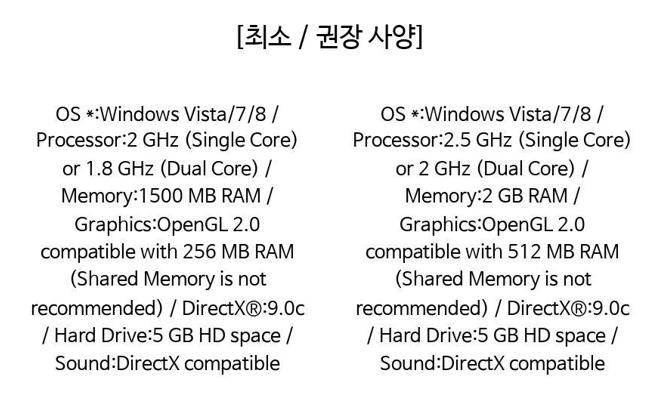 [최소 / 권장 사양]
OS *:Windows Vista/7/8 /
Processor:2 GHz (Single Core)
or 1.8 GHz (Dual Core) /
Memory:1500 MB RAM /
Graphics:OpenGL 2.0
compatible with 256 MB RAM
(Shared Memory is not
recommended) / DirectX®:9.0c
/ Hard Drive:5 GB HD space /
Sound:DirectX compatible
OS *:Windows Vista/7/8 /
Processor:2.5 GHz (Single Core)
or 2 GHz (Dual Core) /
Memory:2 GB RAM /
Graphics:OpenGL 2.0
compatible with 512 MB RAM
(Shared Memory is not
recommended) / DirectX®:9.0c
/ Hard Drive:5 GB HD space /
Sound:DirectX compatible